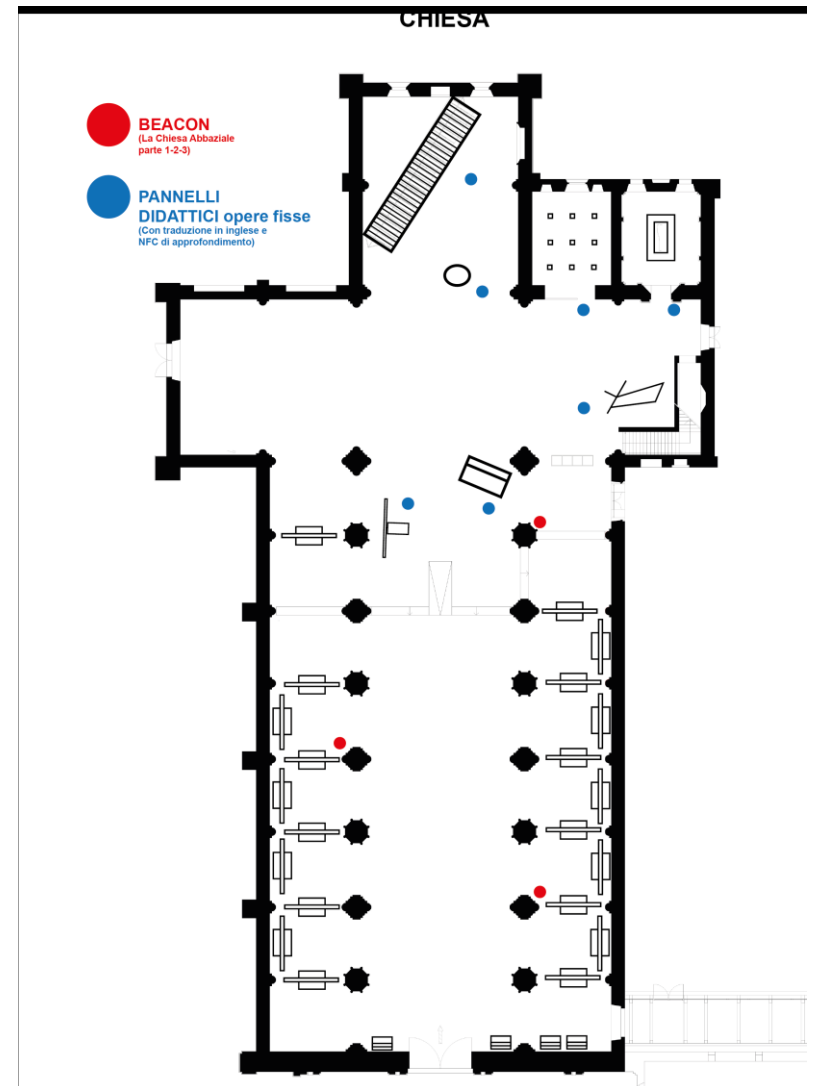 CHIESA
BEACON
(La Chiesa Abbaziale
parte 1-2-3)
PANNELLI
DIDATTICI opere fisse
(Con traduzione in inglese e
NFC di approfondimento)